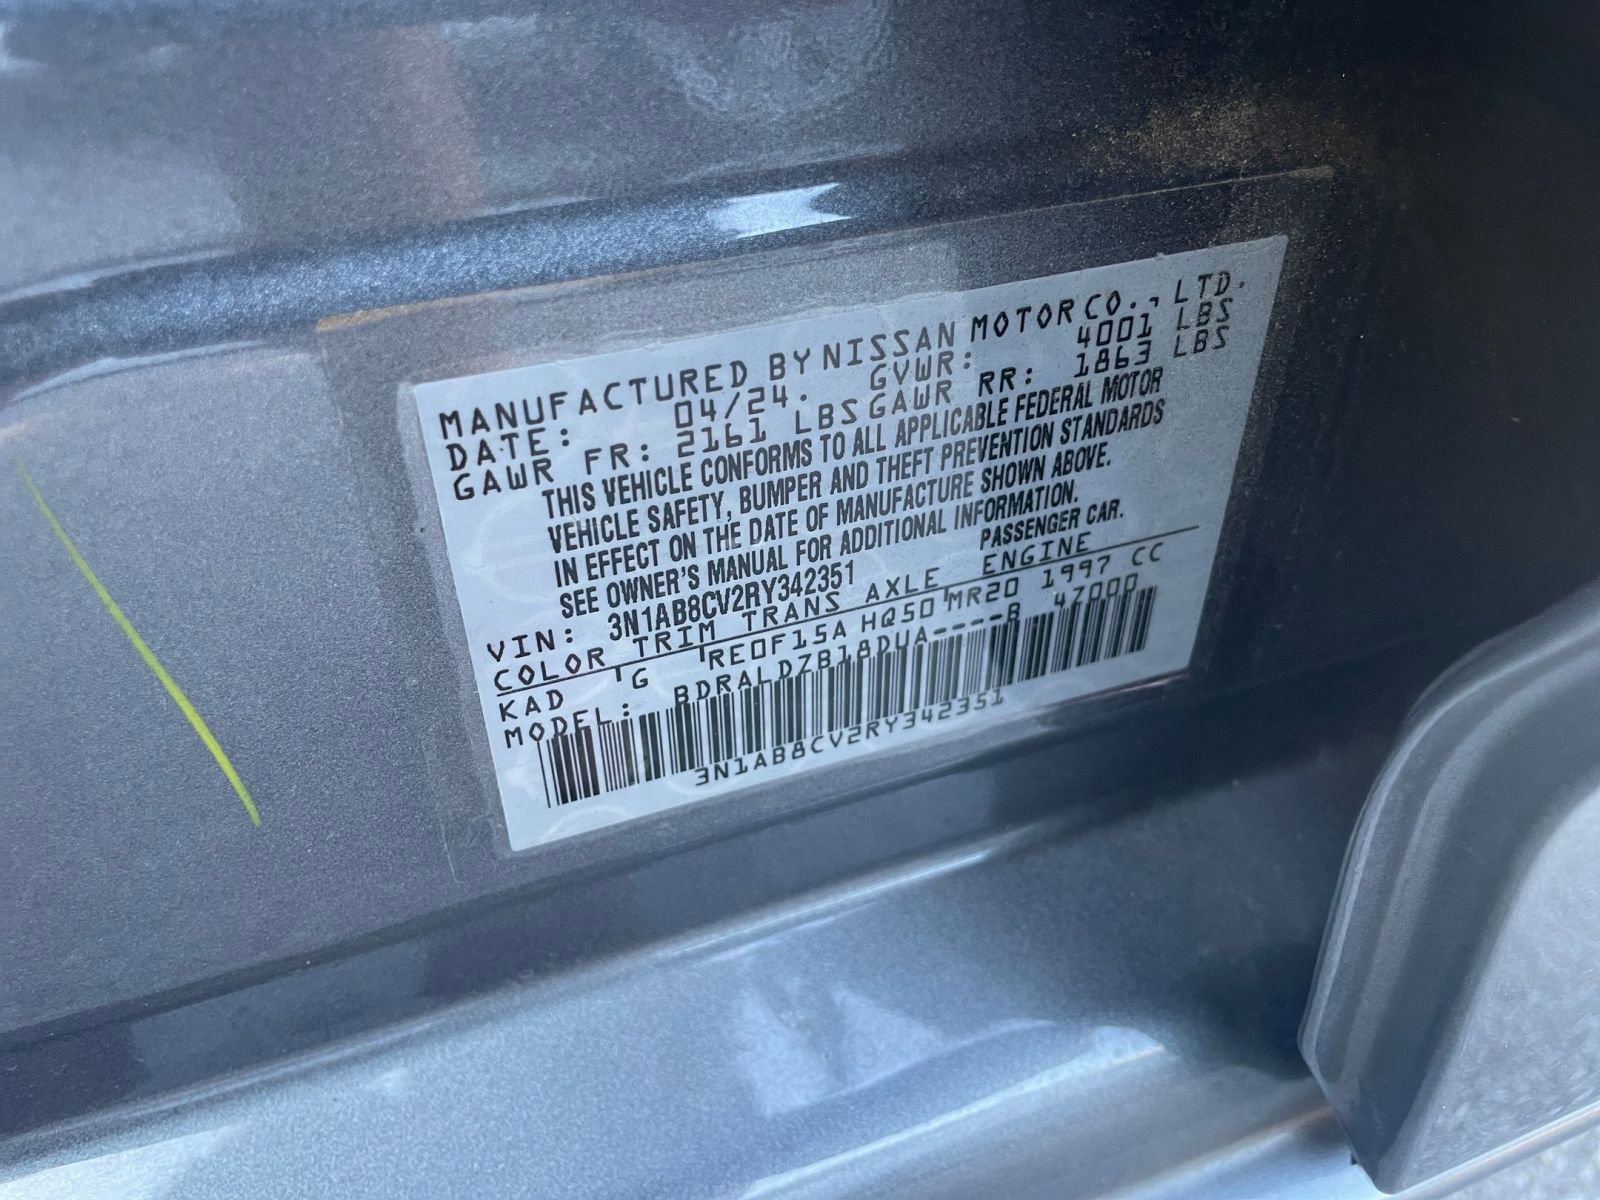 MANUFACTURED BY NISSAN MOTOR CO., LTD.
DATE: 04/24. GVWR: 4001 LBS
GAWR FR: 2161 LBS GAWR RR: 1863 LBS
THIS VEHICLE CONFORMS TO ALL APPLICABLE FEDERAL MOTOR
VEHICLE SAFETY, BUMPER AND THEFT PREVENTION STANDARDS
IN EFFECT ON THE DATE OF MANUFACTURE SHOWN ABOVE.
SEE OWNER'S MANUAL FOR ADDITIONAL INFORMATION.
VIN: 3N1AB8CV2RY342351 PASSENGER CAR.
COLOR TRIM TRANS AXLE ENGINE
KAD G RE0F15A HQ50 MR20 1997 CC
MODEL: BDRALDZB18DUA----B 47000
3N1AB8CV2RY342351